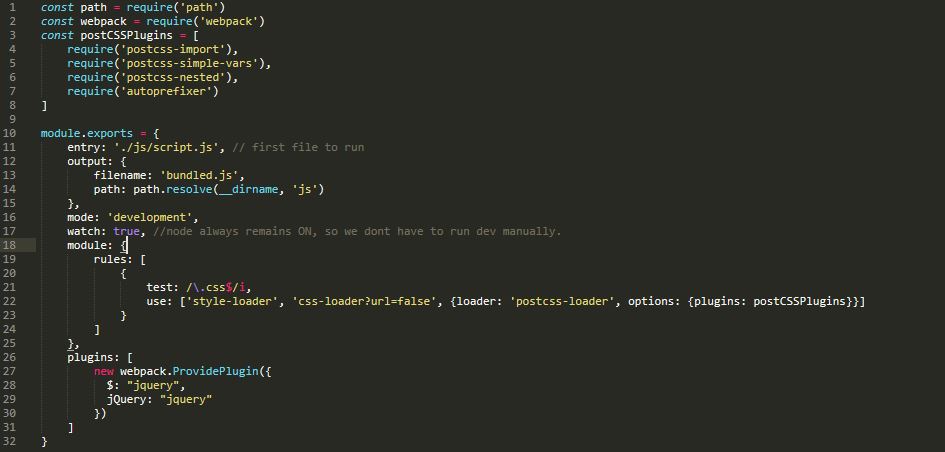 1 const path = require('path')
2 const webpack = require('webpack')
3 const postCSSPlugins = [
4     require('postcss-import'),
5     require('postcss-simple-vars'),
6     require('postcss-nested'),
7     require('autoprefixer')
8 ]
9
10 module.exports = {
11     entry: './js/script.js', // first file to run
12     output: {
13         filename: 'bundled.js',
14         path: path.resolve(__dirname, 'js')
15     },
16     mode: 'development',
17     watch: true, //node always remains ON, so we dont have to run dev manually.
18     module: {
19         rules: [
20             {
21                 test: /\.css$/i,
22                 use: ['style-loader', 'css-loader?url=false', {loader: 'postcss-loader', options: {plugins: postCSSPlugins}}]
23             }
24         ]
25     },
26     plugins: [
27         new webpack.ProvidePlugin({
28           $: "jquery",
29           jQuery: "jquery"
30         })
31     ]
32 }